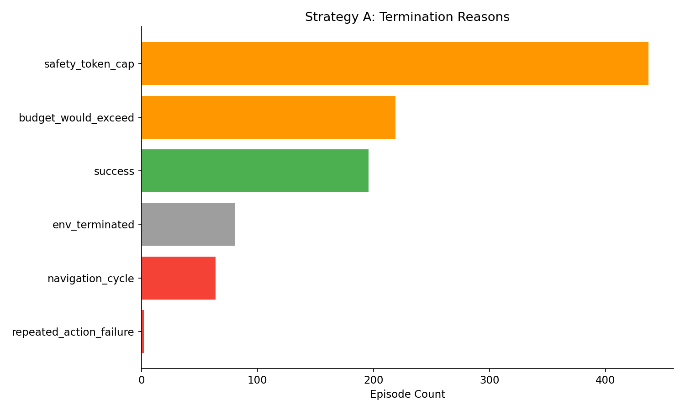 Strategy A: Termination Reasons
safety_token_cap
budget_would_exceed
success
env_terminated
navigation_cycle
repeated_action_failure
0 100 200 300 400
Episode Count